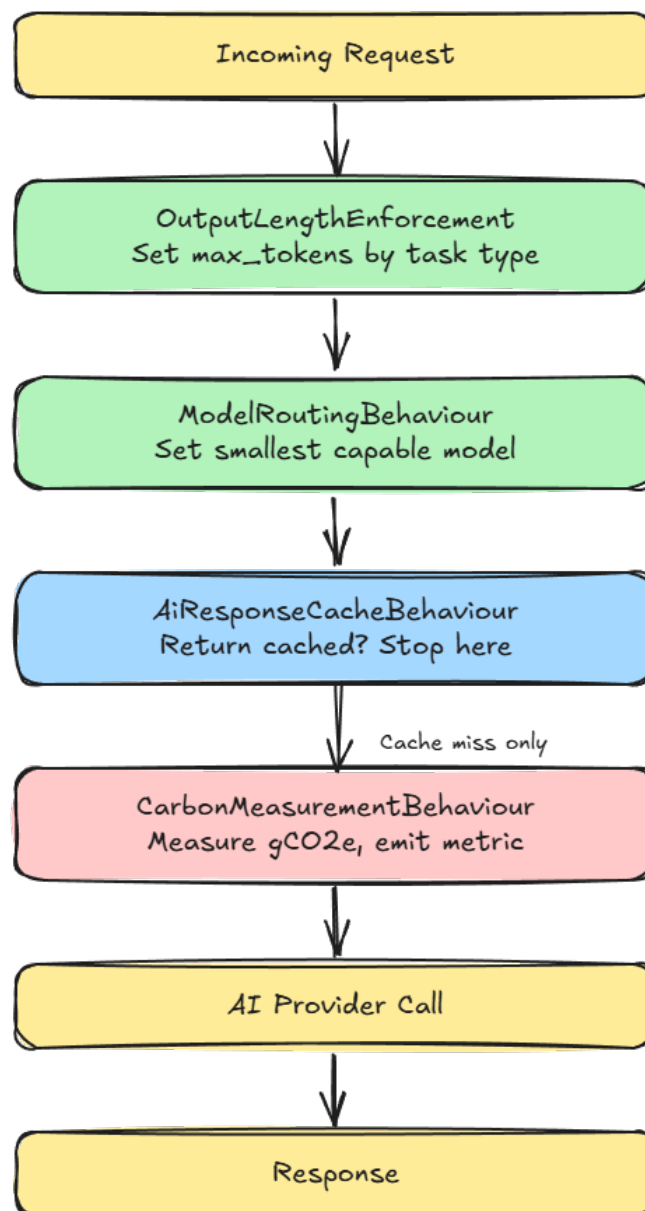 Incoming Request
OutputLengthEnforcement
Set max_tokens by task type
ModelRoutingBehaviour
Set smallest capable model
AiResponseCacheBehaviour
Return cached? Stop here
Cache miss only
CarbonMeasurementBehaviour
Measure gCO2e, emit metric
AI Provider Call
Response